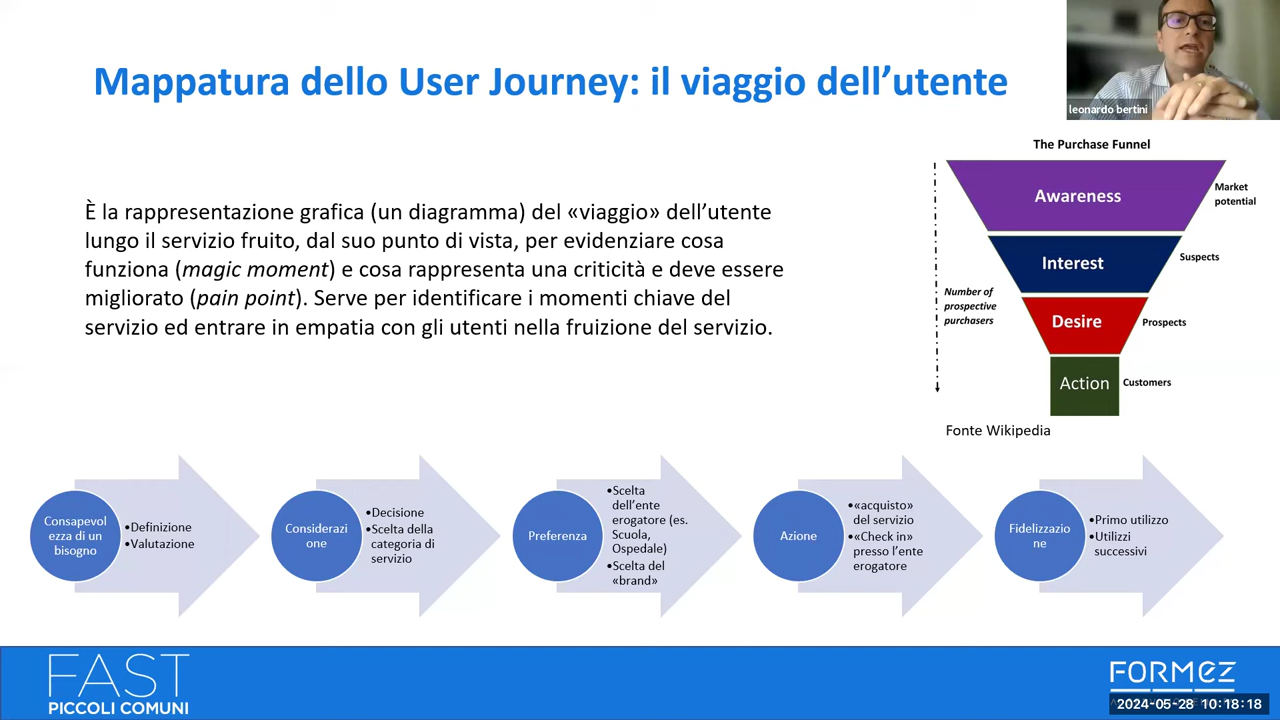 Mappatura dello User Journey: il viaggio dell’utente
leonardo bertini
È la rappresentazione grafica (un diagramma) del «viaggio» dell’utente
lungo il servizio fruito, dal suo punto di vista, per evidenziare cosa
funziona (magic moment) e cosa rappresenta una criticità e deve essere
migliorato (pain point). Serve per identificare i momenti chiave del
servizio ed entrare in empatia con gli utenti nella fruizione del servizio.
The Purchase Funnel
Awareness
Market
potential
Interest
Suspects
Number of
prospective
purchasers
Desire
Prospects
Action
Customers
Fonte Wikipedia
Consapevol
ezza di un
bisogno
•Definizione
•Valutazione
Considerazi
one
•Decisione
•Scelta della
categoria di
servizio
Preferenza
•Scelta
dell’ente
erogatore (es.
Scuola,
Ospedale)
•Scelta del
«brand»
Azione
•«acquisto»
del servizio
•«Check in»
presso l’ente
erogatore
Fidelizzazio
ne
•Primo utilizzo
•Utilizzi
successivi
FAST
PICCOLI COMUNI
FORMEZ
2024-05-28 10:18:18